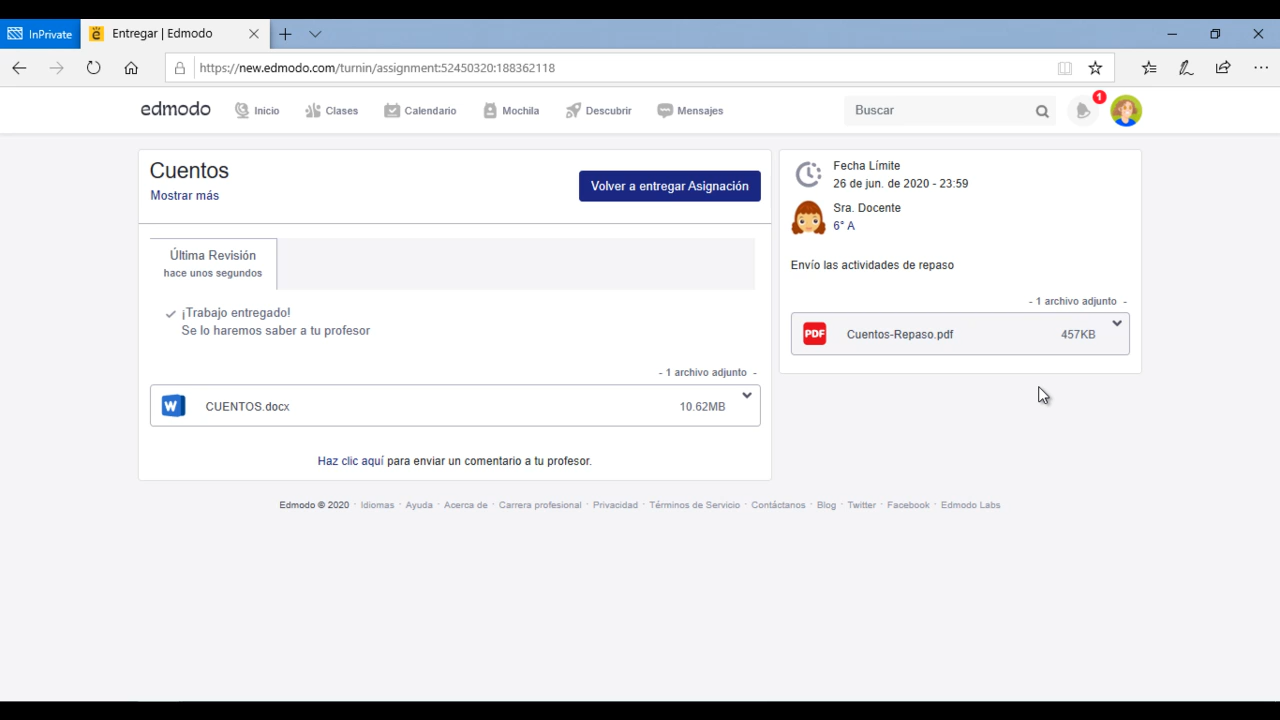 InPrivate
Entregar | Edmodo
https://new.edmodo.com/turnin/assignment:52450320:188362118
edmodo
Inicio
Clases
Calendario
Mochila
Descubrir
Mensajes
Buscar
1
Cuentos
Mostrar más
Volver a entregar Asignación
Última Revisión
hace unos segundos
¡Trabajo entregado!
Se lo haremos saber a tu profesor
- 1 archivo adjunto -
W
CUENTOS.docx
10.62MB
Haz clic aquí para enviar un comentario a tu profesor.
Fecha Límite
26 de jun. de 2020 - 23:59
Sra. Docente
6° A
Envío las actividades de repaso
- 1 archivo adjunto -
PDF
Cuentos-Repaso.pdf
457KB
Edmodo © 2020 · Idiomas · Ayuda · Acerca de · Carrera profesional · Privacidad · Términos de Servicio · Contáctanos · Blog · Twitter · Facebook · Edmodo Labs